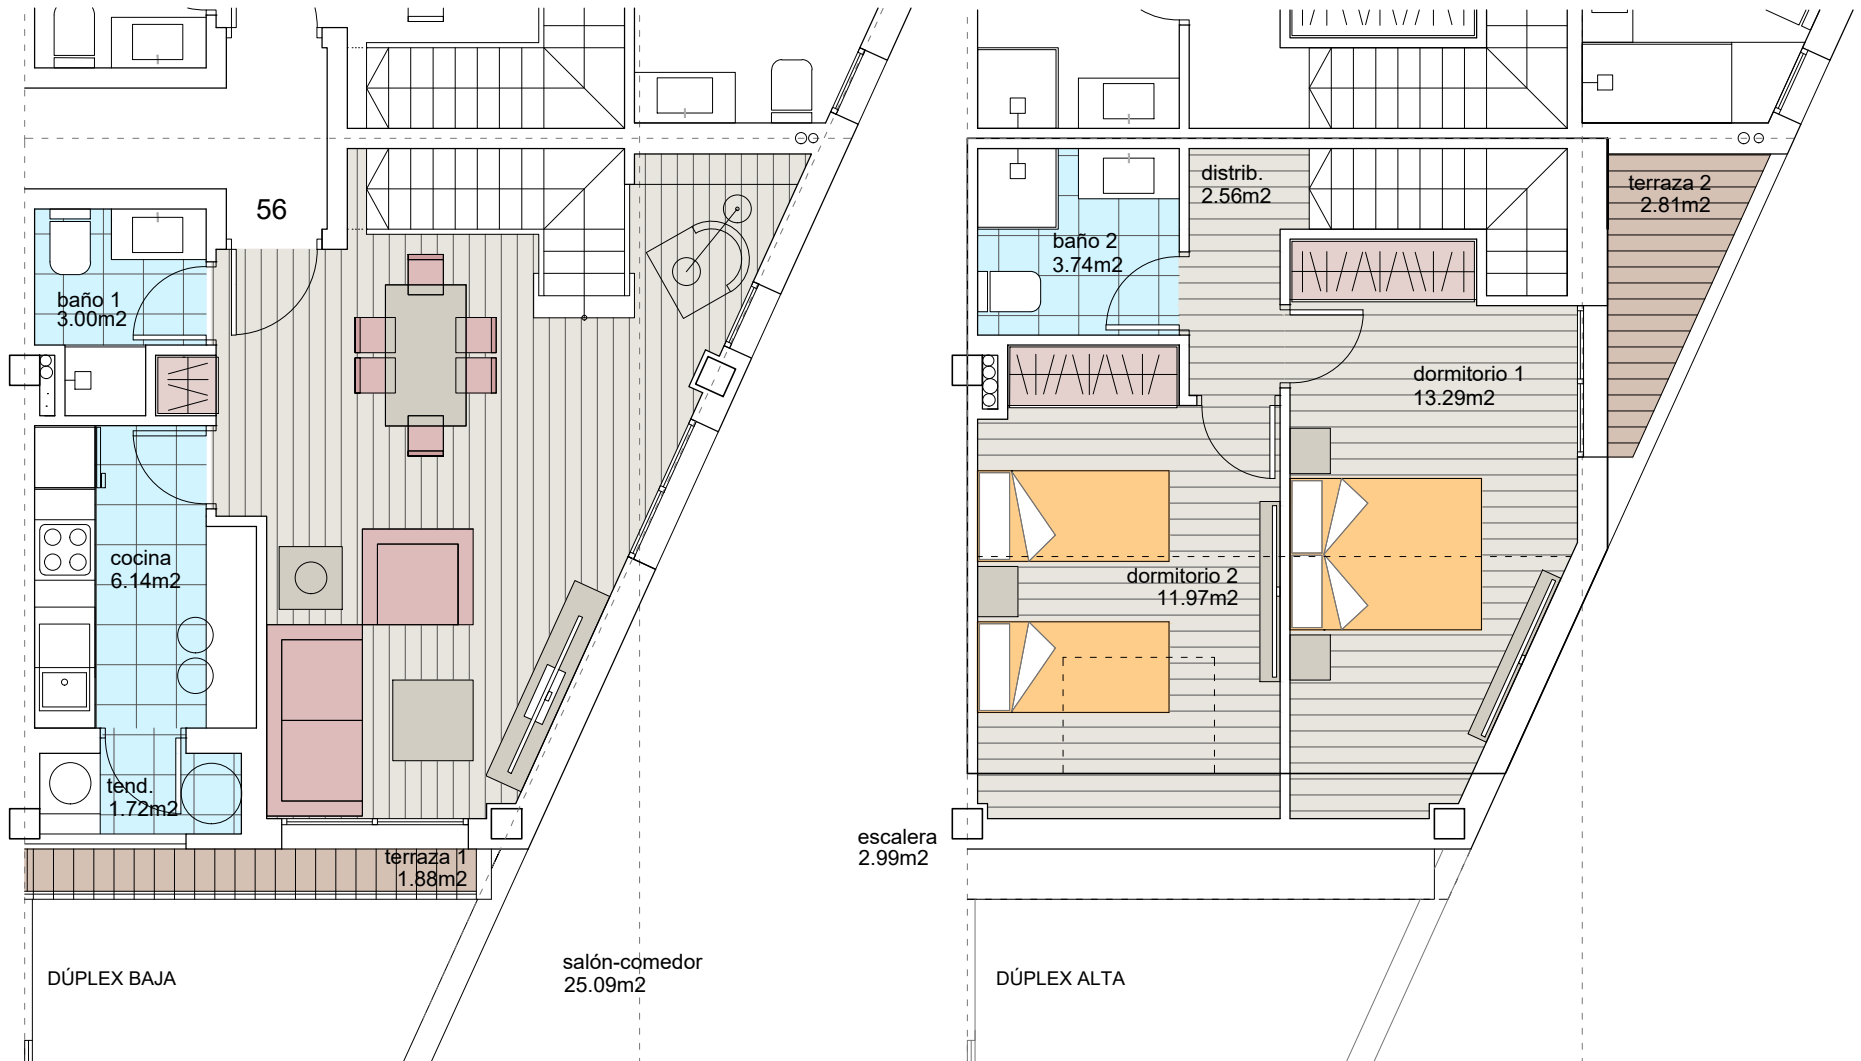 56
baño 1
3.00m2
cocina
6.14m2
tend.
1.72m2
terraza 1
1.88m2
salón-comedor
25.09m2
DÚPLEX BAJA
escalera
2.99m2
distrib.
2.56m2
baño 2
3.74m2
terraza 2
2.81m2
dormitorio 1
13.29m2
dormitorio 2
11.97m2
DÚPLEX ALTA